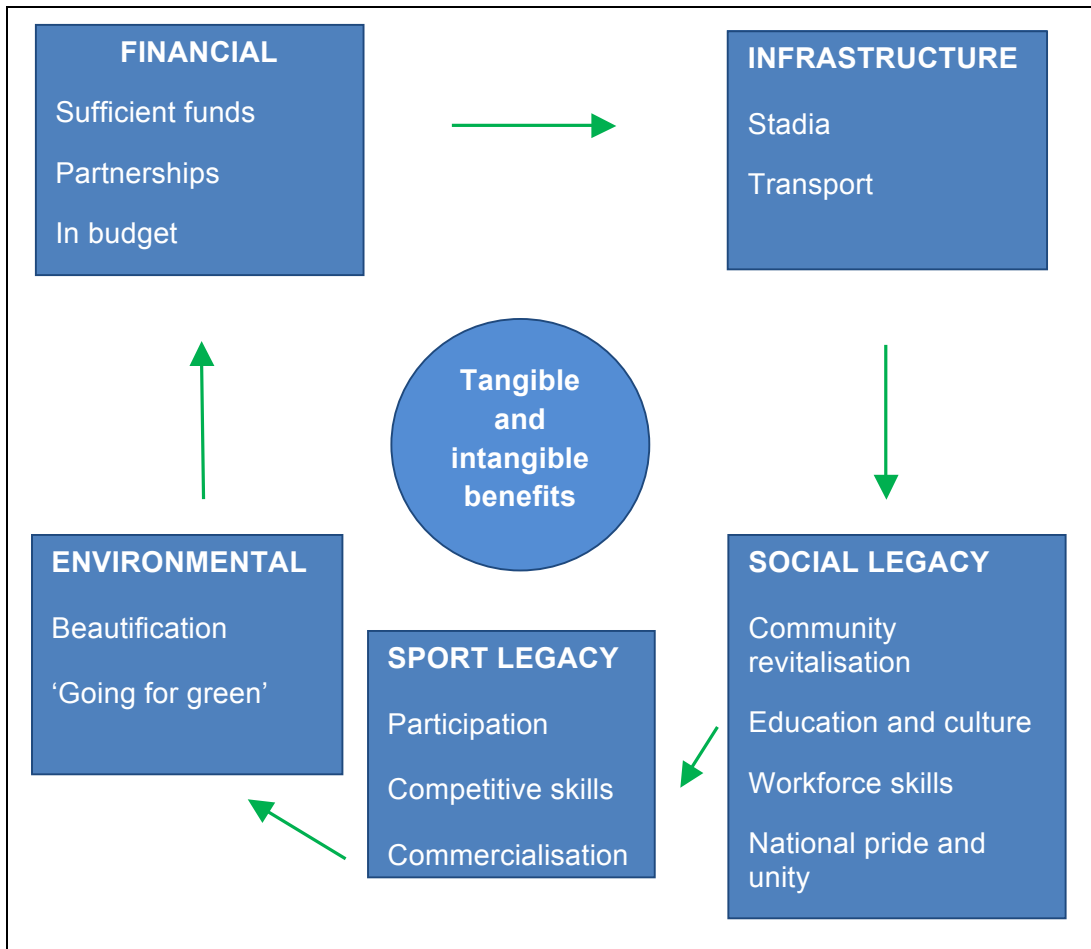 FINANCIAL
Sufficient funds
Partnerships
In budget
INFRASTRUCTURE
Stadia
Transport
Tangible
and
intangible
benefits
ENVIRONMENTAL
Beautification
‘Going for green’
SPORT LEGACY
Participation
Competitive skills
Commercialisation
SOCIAL LEGACY
Community
revitalisation
Education and culture
Workforce skills
National pride and
unity